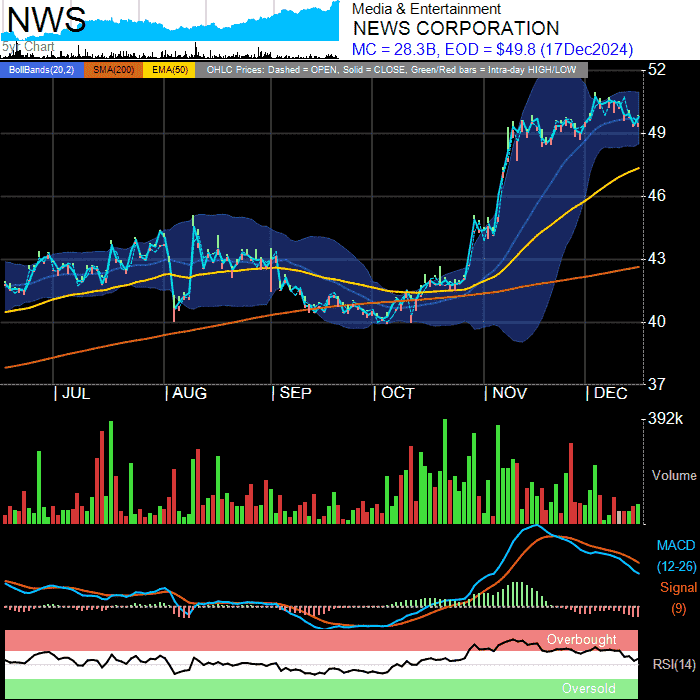 NWS
5yr Chart
Media & Entertainment
NEWS CORPORATION
MC = 28.3B, EOD = $49.8 (17Dec2024)
BollBands(20,2) SMA(200) EMA(50) OHLC Prices: Dashed = OPEN, Solid = CLOSE, Green/Red bars = Intra-day HIGH/LOW
52
49
46
43
40
37
| JUL | AUG | SEP | OCT | NOV | DEC
392k
Volume
MACD
(12-26)
Signal
(9)
Overbought
RSI(14)
Oversold